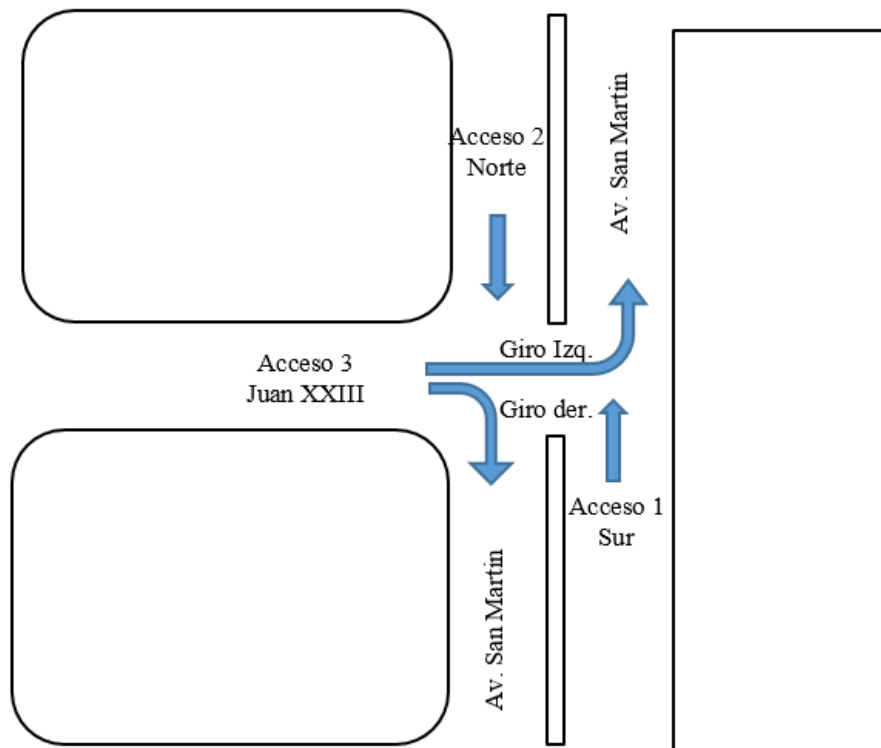 Acceso 2
Norte
Av. San Martin
Giro Izq.
Acceso 3
Juan XXIII
Giro der.
Acceso 1
Sur
Av. San Martin